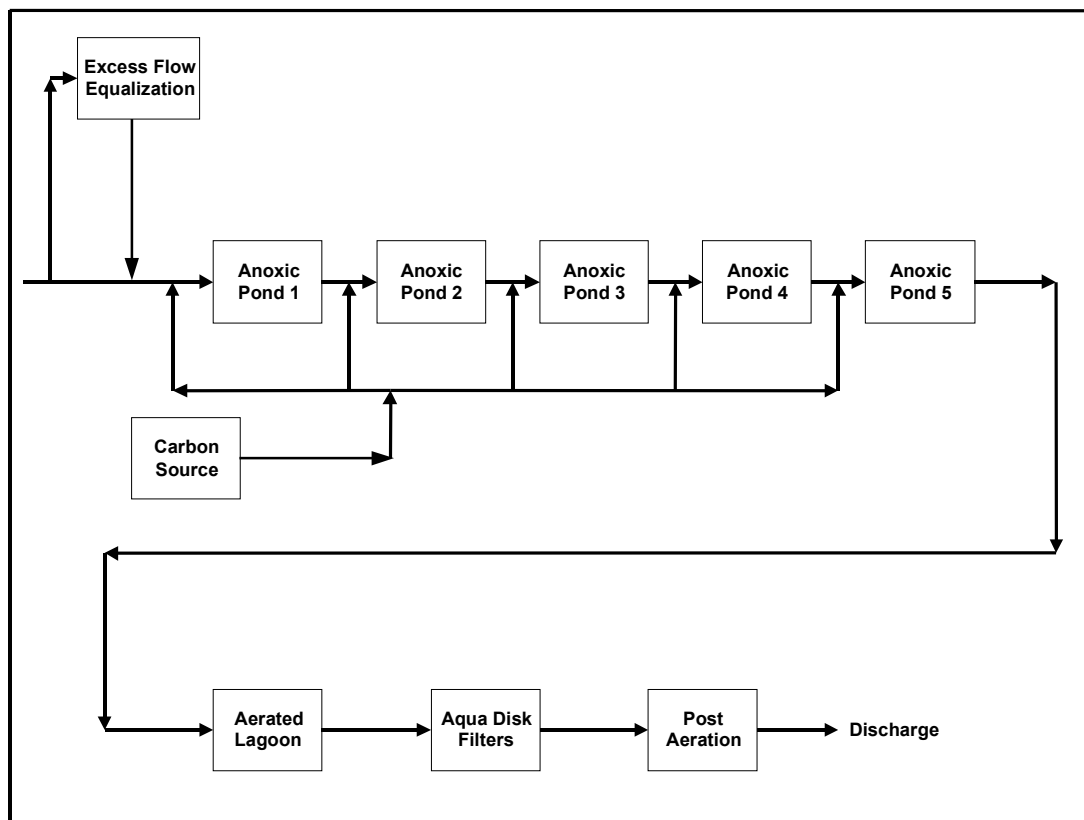 Excess Flow
Equalization
Anoxic
Pond 1
Anoxic
Pond 2
Anoxic
Pond 3
Anoxic
Pond 4
Anoxic
Pond 5
Carbon
Source
Aerated
Lagoon
Aqua Disk
Filters
Post
Aeration
Discharge